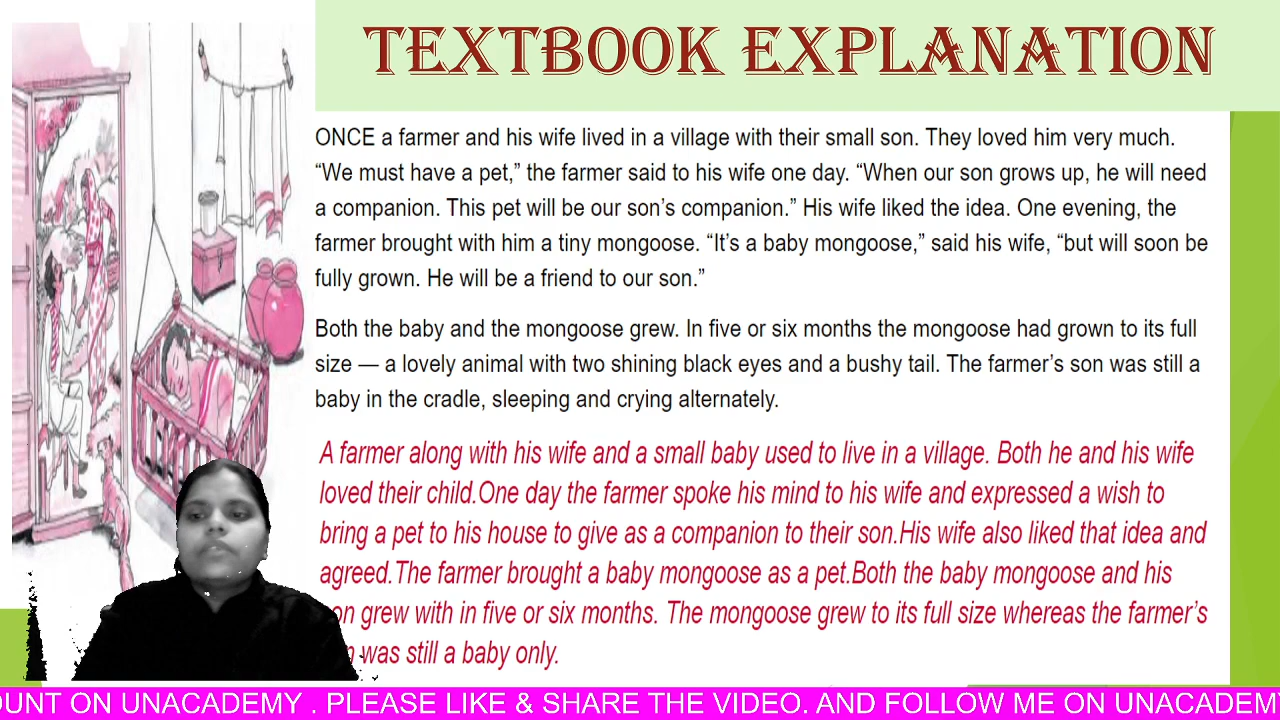 TEXTBOOK EXPLANATION
ONCE a farmer and his wife lived in a village with their small son. They loved him very much.
“We must have a pet,” the farmer said to his wife one day. “When our son grows up, he will need
a companion. This pet will be our son’s companion.” His wife liked the idea. One evening, the
farmer brought with him a tiny mongoose. “It’s a baby mongoose,” said his wife, “but will soon be
fully grown. He will be a friend to our son.”
Both the baby and the mongoose grew. In five or six months the mongoose had grown to its full
size — a lovely animal with two shining black eyes and a bushy tail. The farmer’s son was still a
baby in the cradle, sleeping and crying alternately.
A farmer along with his wife and a small baby used to live in a village. Both he and his wife
loved their child.One day the farmer spoke his mind to his wife and expressed a wish to
bring a pet to his house to give as a companion to their son.His wife also liked that idea and
agreed.The farmer brought a baby mongoose as a pet.Both the baby mongoose and his
grew with in five or six months. The mongoose grew to its full size whereas the farmer’s
was still a baby only.
ON UNACADEMY . PLEASE LIKE & SHARE THE VIDEO. AND FOLLOW ME ON